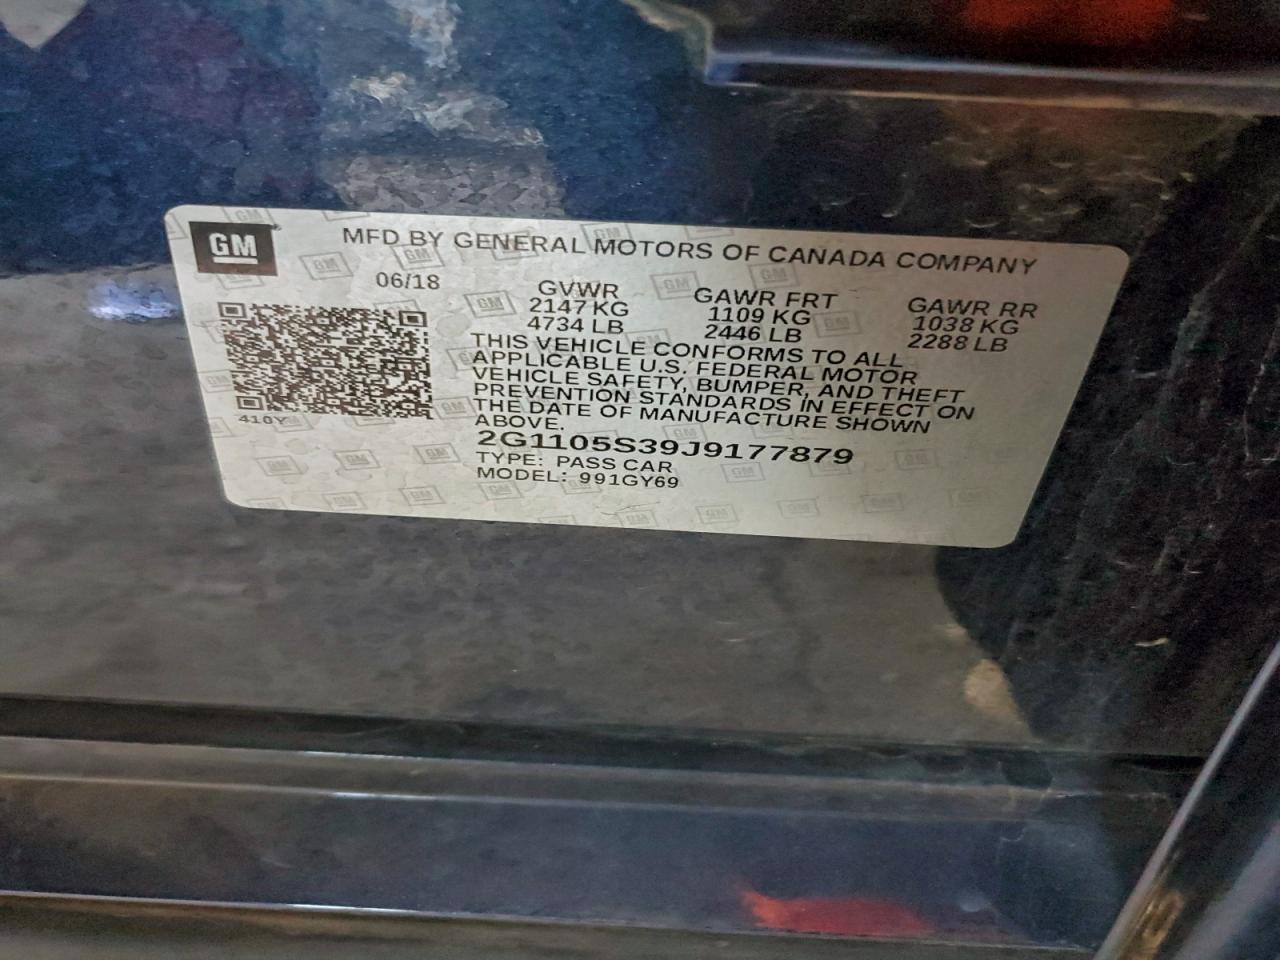 GM
MFD BY GENERAL MOTORS OF CANADA COMPANY
06/18
GVWR
2147 KG
4734 LB
GAWR FRT
1109 KG
2446 LB
GAWR RR
1038 KG
2288 LB
THIS VEHICLE CONFORMS TO ALL
APPLICABLE U.S. FEDERAL MOTOR
VEHICLE SAFETY, BUMPER, AND THEFT
PREVENTION STANDARDS IN EFFECT ON
THE DATE OF MANUFACTURE SHOWN
ABOVE.
410Y
2G1105S39J9177879
TYPE: PASS CAR
MODEL: 991GY69